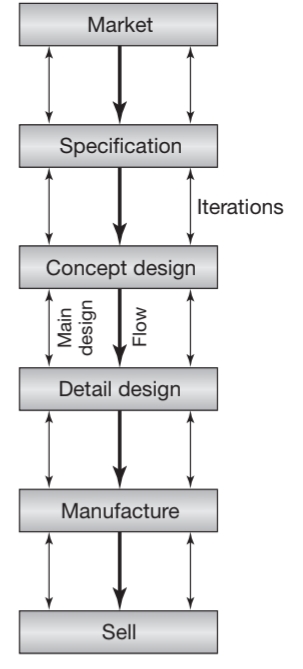 Market
Specification
Iterations
Concept design
Main
design
Flow
Detail design
Manufacture
Sell